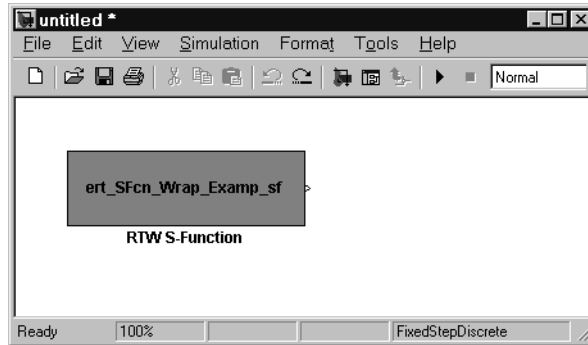 untitled *
File Edit View Simulation Format Tools Help
Normal
ert_SFcn_Wrap_Examp_sf
RTW S-Function
Ready 100% FixedStepDiscrete